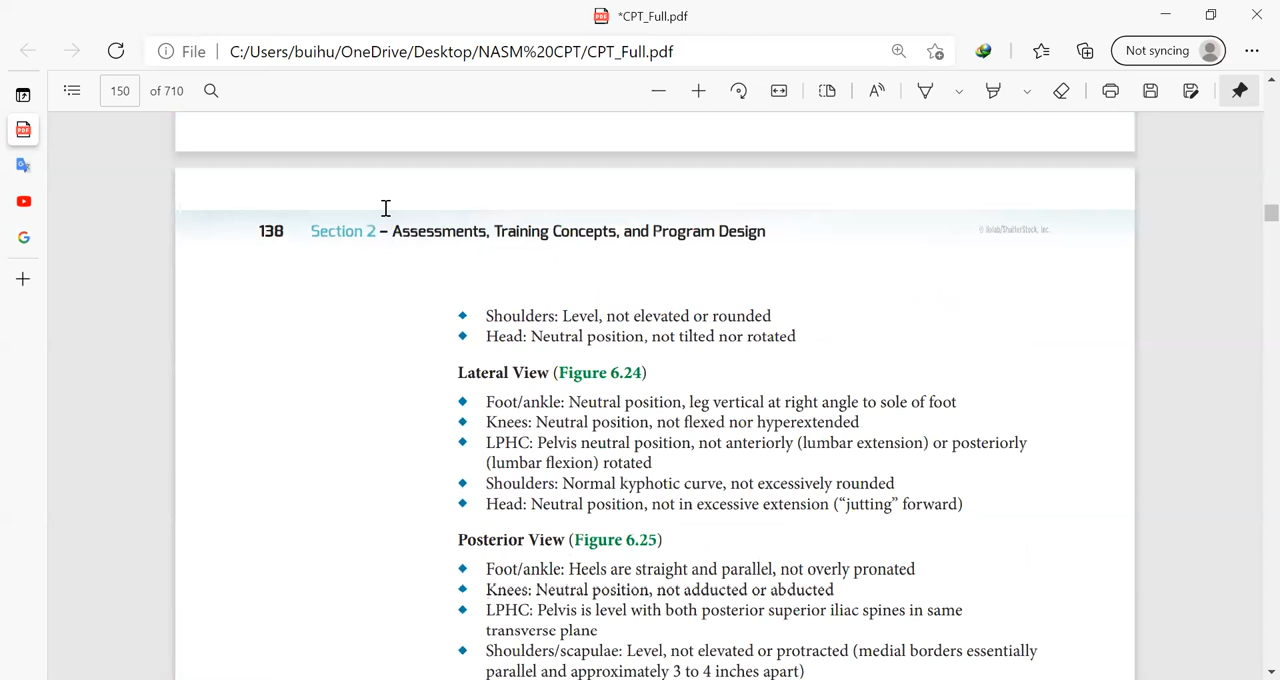 *CPT_Full.pdf
File
C:/Users/buihu/OneDrive/Desktop/NASM%20CPT/CPT_Full.pdf
Not syncing
150 of 710
138 Section 2 – Assessments, Training Concepts, and Program Design
© ilolab/ShutterStock, Inc.
◆ Shoulders: Level, not elevated or rounded
◆ Head: Neutral position, not tilted nor rotated
Lateral View (Figure 6.24)
◆ Foot/ankle: Neutral position, leg vertical at right angle to sole of foot
◆ Knees: Neutral position, not flexed nor hyperextended
◆ LPHC: Pelvis neutral position, not anteriorly (lumbar extension) or posteriorly
(lumbar flexion) rotated
◆ Shoulders: Normal kyphotic curve, not excessively rounded
◆ Head: Neutral position, not in excessive extension (“jutting” forward)
Posterior View (Figure 6.25)
◆ Foot/ankle: Heels are straight and parallel, not overly pronated
◆ Knees: Neutral position, not adducted or abducted
◆ LPHC: Pelvis is level with both posterior superior iliac spines in same
transverse plane
◆ Shoulders/scapulae: Level, not elevated or protracted (medial borders essentially
parallel and approximately 3 to 4 inches apart)